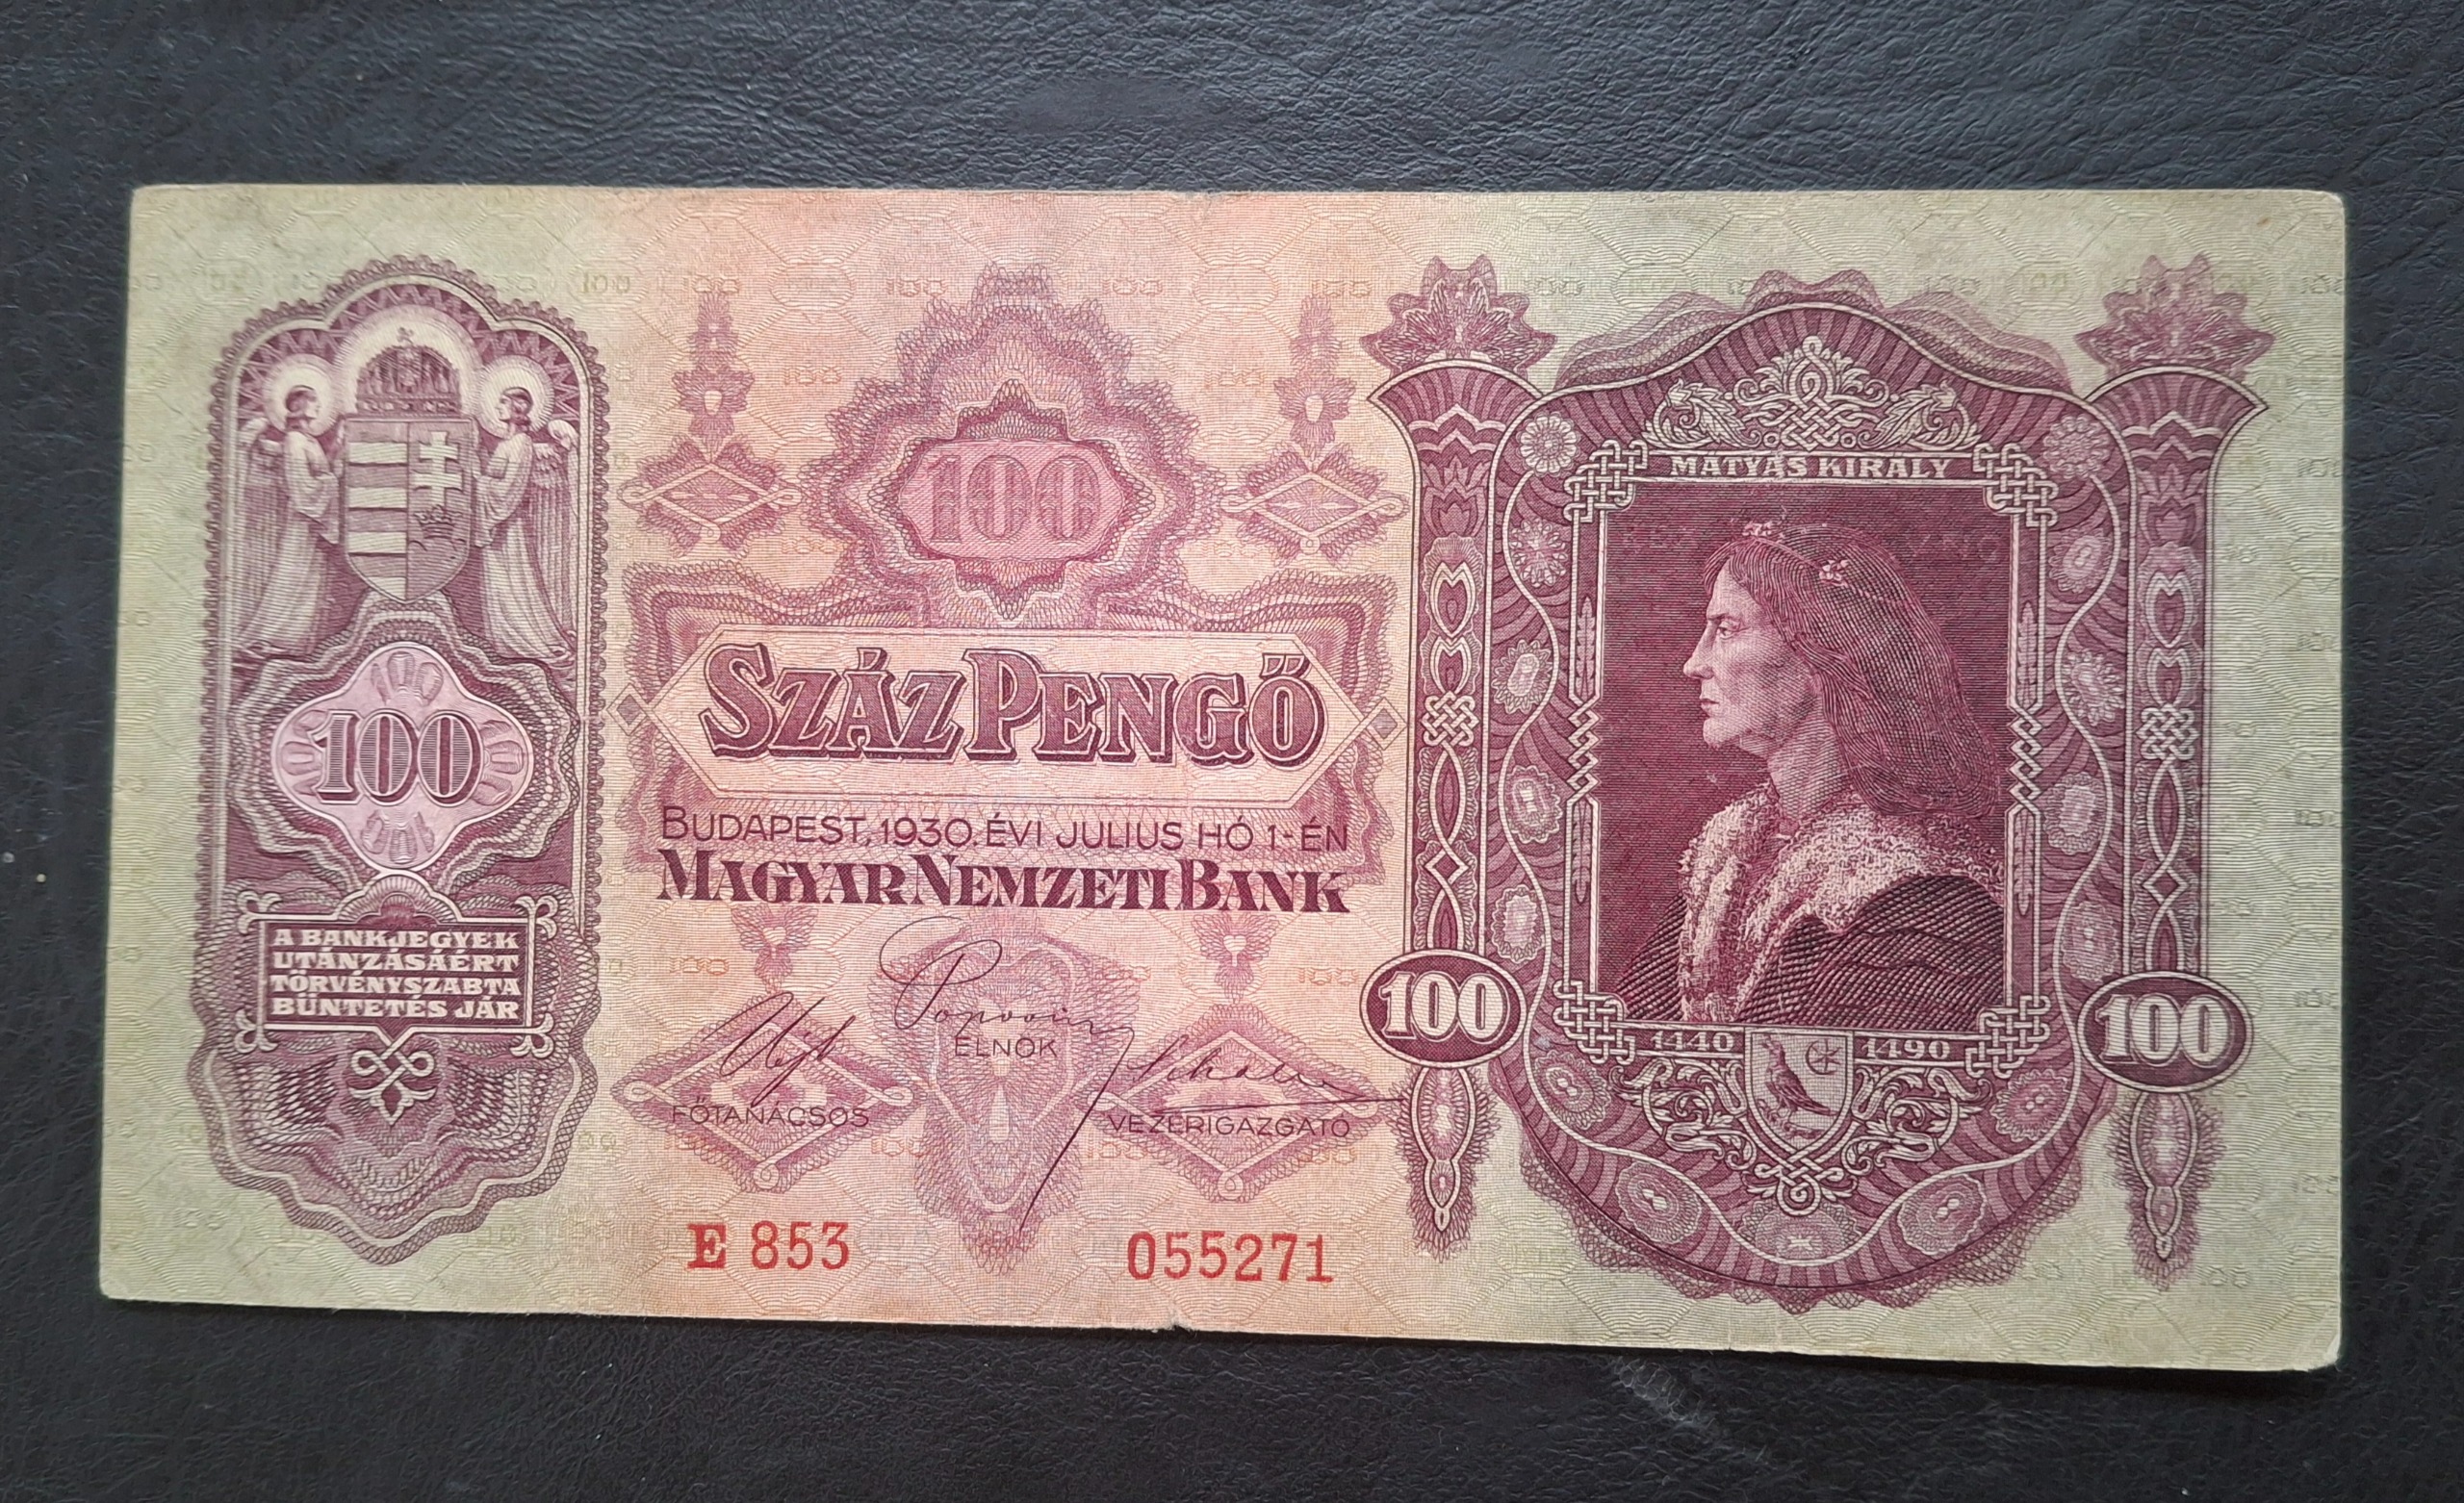 100
A BANKJEGYEK
UTÁNZÁSÁÉRT
TÖRVÉNYSZABTA
BÜNTETÉS JÁR
100
SZÁZ PENGŐ
BUDAPEST, 1930. ÉVI JULIUS HÓ 1-ÉN
MAGYAR NEMZETI BANK
ELNÖK
FŐTANÁCSOS
VEZÉRIGAZGATÓ
E 853
055271
MÁTYÁS KIRÁLY
100
1440
1490
100